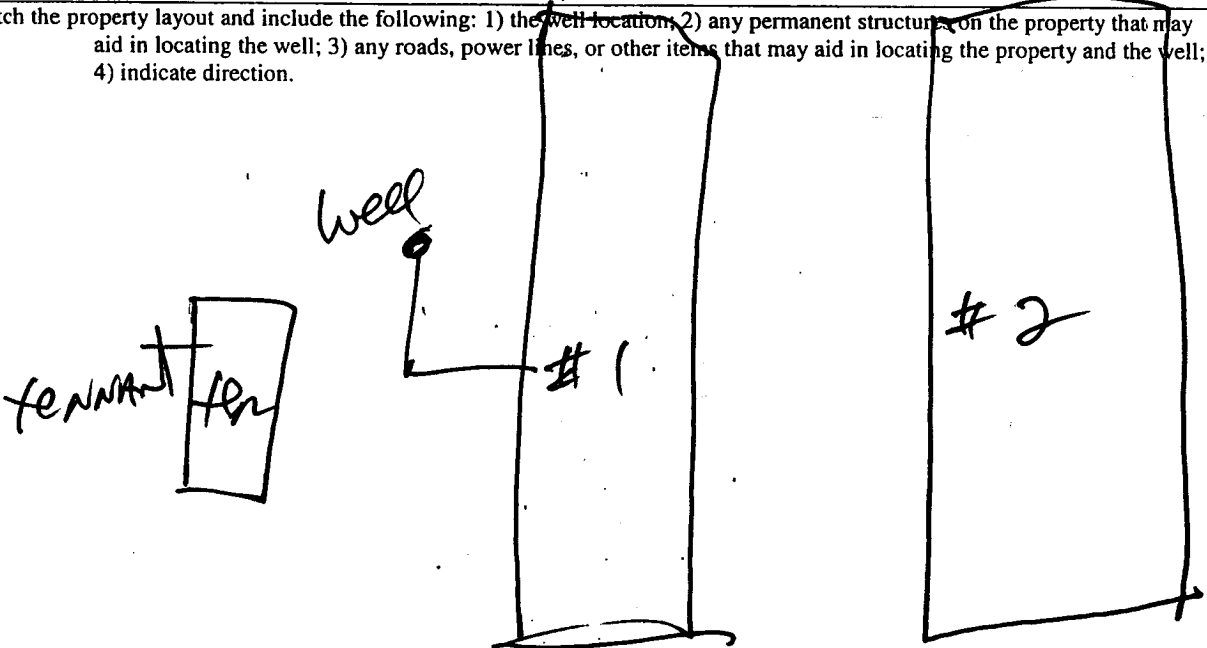 ch the property layout and include the following: 1) the well location; 2) any permanent structures on the property that may
aid in locating the well; 3) any roads, power lines, or other items that may aid in locating the property and the well;
4) indicate direction.
Well
# 2
# 1
TeNNANT